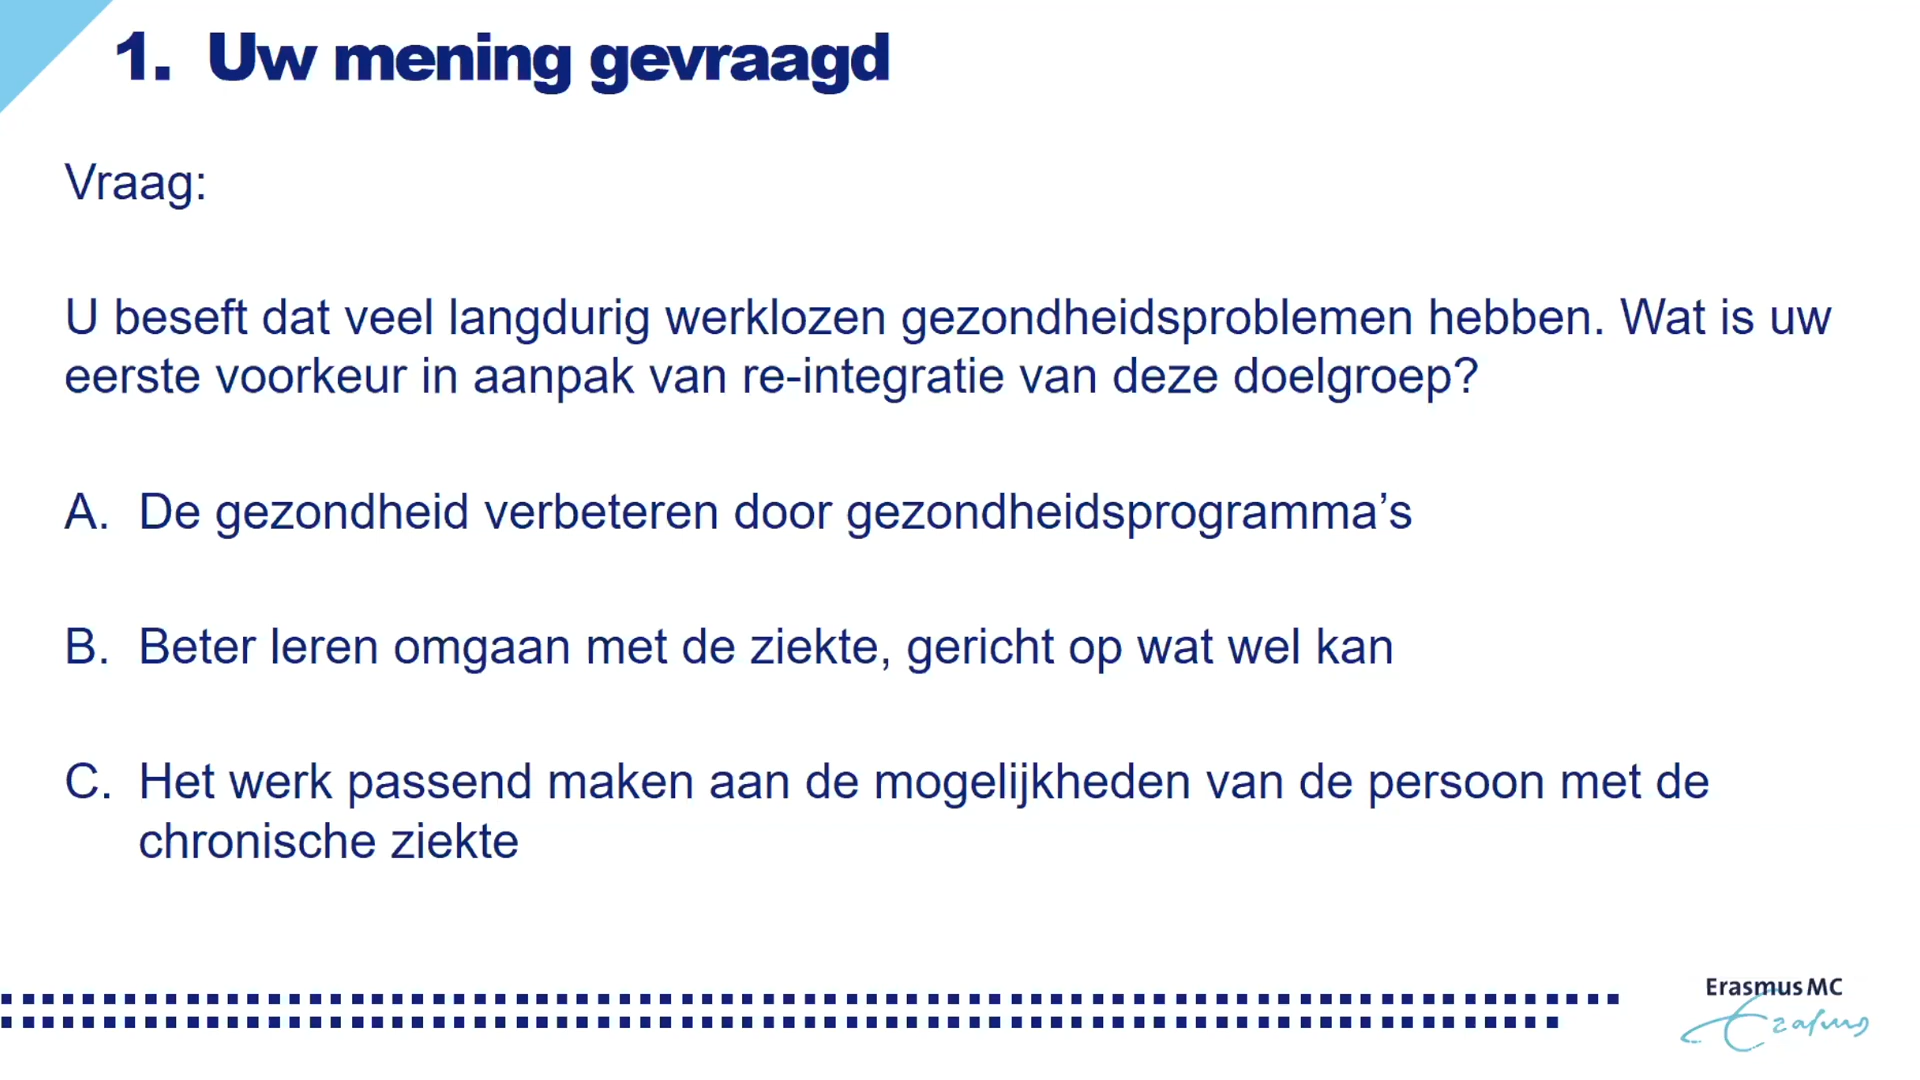 1. Uw mening gevraagd
Vraag:
U beseft dat veel langdurig werklozen gezondheidsproblemen hebben. Wat is uw
eerste voorkeur in aanpak van re-integratie van deze doelgroep?
A. De gezondheid verbeteren door gezondheidsprogramma’s
B. Beter leren omgaan met de ziekte, gericht op wat wel kan
C. Het werk passend maken aan de mogelijkheden van de persoon met de
chronische ziekte
Erasmus MC
Erasmus